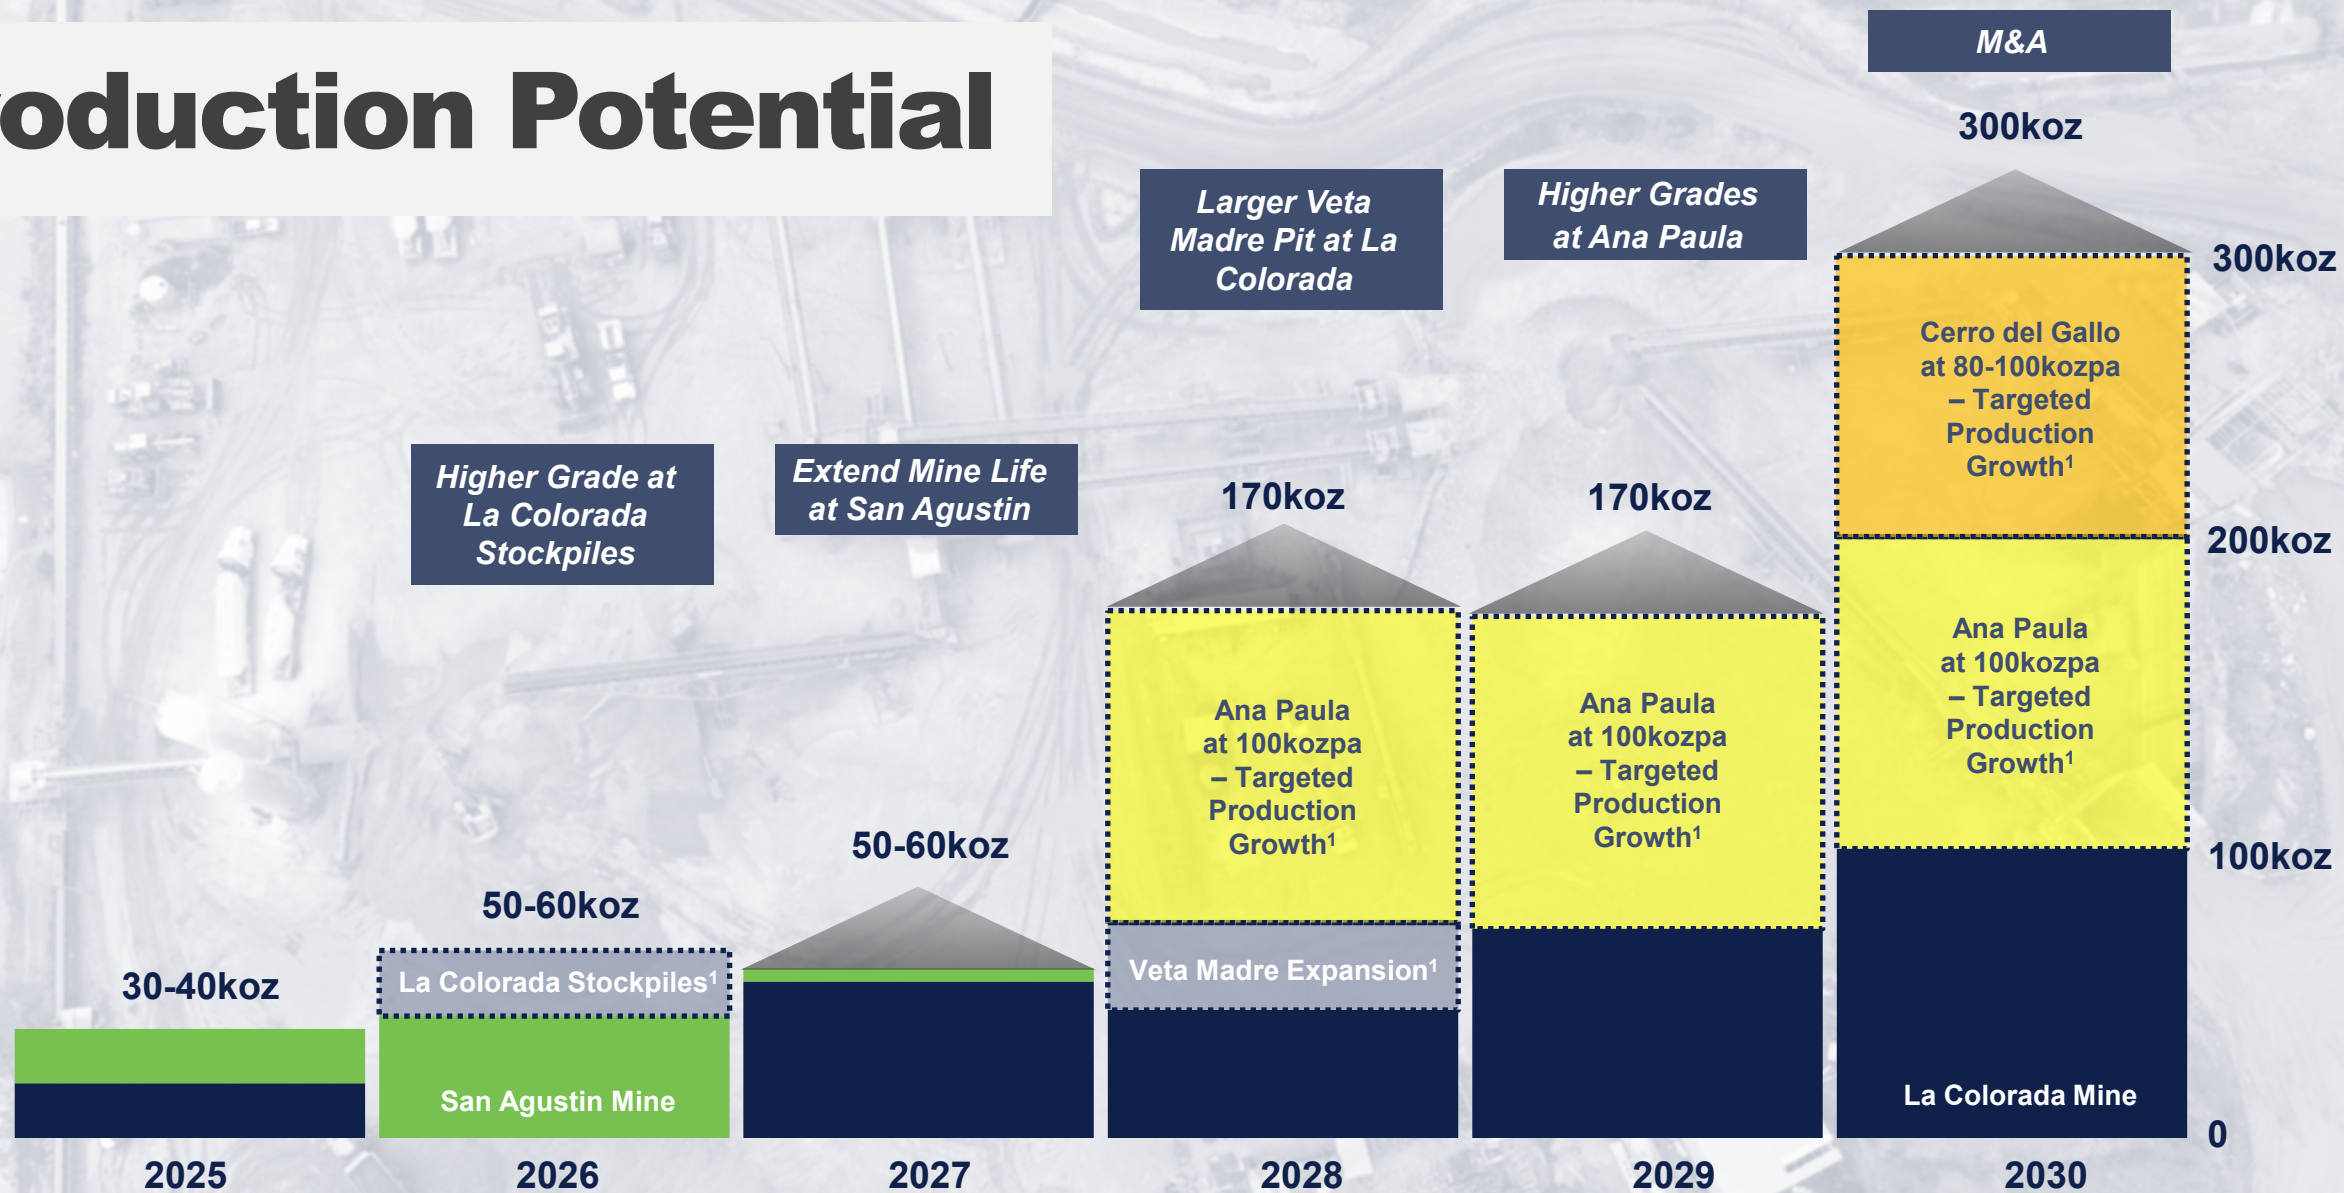 oduction Potential
M&A
300koz
Larger Veta
Madre Pit at La
Colorada
Higher Grades
at Ana Paula
300koz
Cerro del Gallo
at 80-100kozpa
– Targeted
Production
Growth¹
Higher Grade at
La Colorada
Stockpiles
Extend Mine Life
at San Agustin
170koz
170koz
200koz
Ana Paula
at 100kozpa
– Targeted
Production
Growth¹
Ana Paula
at 100kozpa
– Targeted
Production
Growth¹
Ana Paula
at 100kozpa
– Targeted
Production
Growth¹
100koz
50-60koz
50-60koz
30-40koz
La Colorada Stockpiles¹
Veta Madre Expansion¹
San Agustin Mine
La Colorada Mine
0
2025
2026
2027
2028
2029
2030